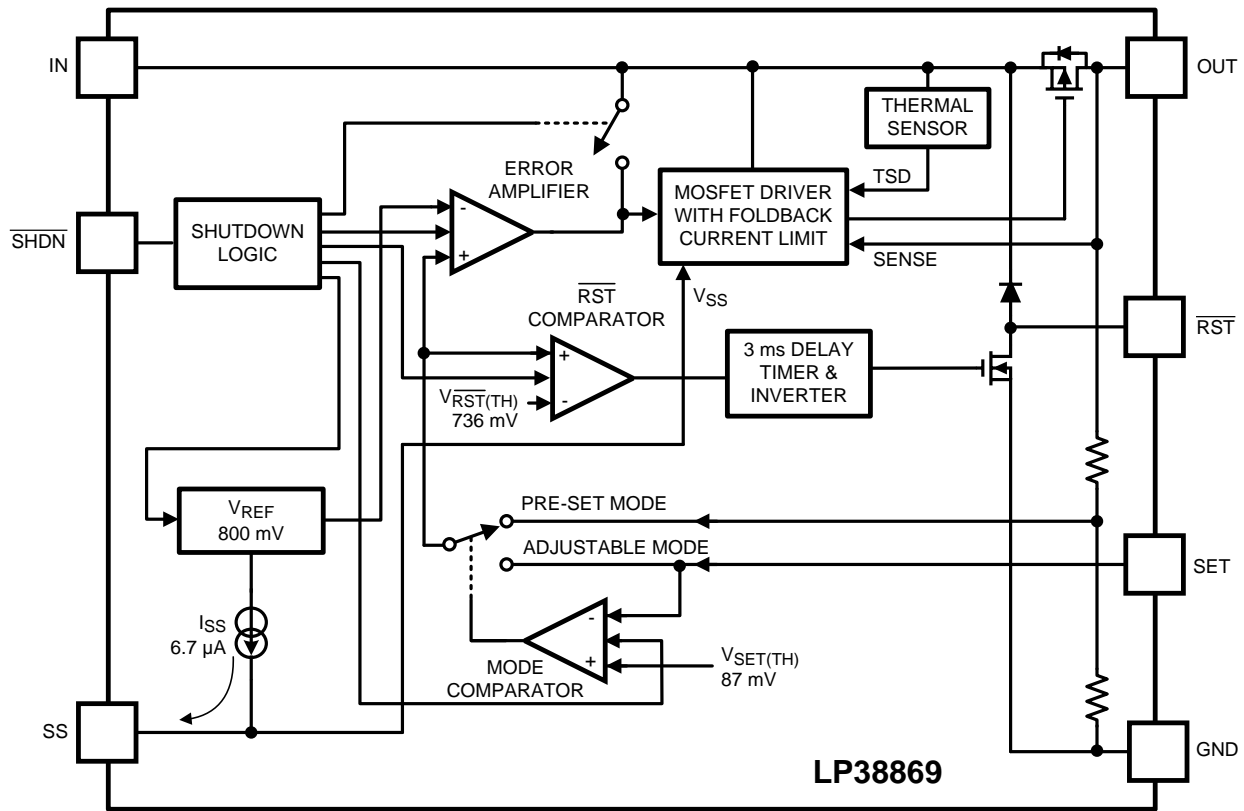 IN
OUT
THERMAL
SENSOR
ERROR
AMPLIFIER
TSD
MOSFET DRIVER
WITH FOLDBACK
CURRENT LIMIT
-
+
SHDN
SHUTDOWN
LOGIC
SENSE
VSS
RST
COMPARATOR
RST
3 ms DELAY
TIMER &
INVERTER
+
-
VRST(TH)
736 mV
VREF
800 mV
PRE-SET MODE
ADJUSTABLE MODE
SET
ISS
6.7 µA
-
+
VSET(TH)
87 mV
MODE
COMPARATOR
SS
GND
LP38869